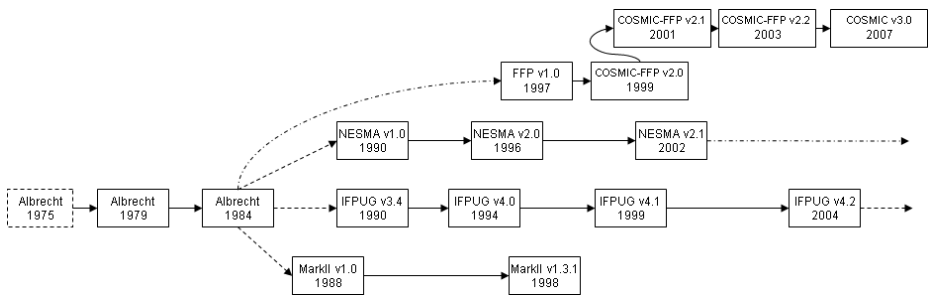 COSMIC-FFP v2.1
2001
COSMIC-FFP v2.2
2003
COSMIC v3.0
2007
FFP v1.0
1997
COSMIC-FFP v2.0
1999
NESMA v1.0
1990
NESMA v2.0
1996
NESMA v2.1
2002
Albrecht
1975
Albrecht
1979
Albrecht
1984
IFPUG v3.4
1990
IFPUG v4.0
1994
IFPUG v4.1
1999
IFPUG v4.2
2004
MarkII v1.0
1988
MarkII v1.3.1
1998